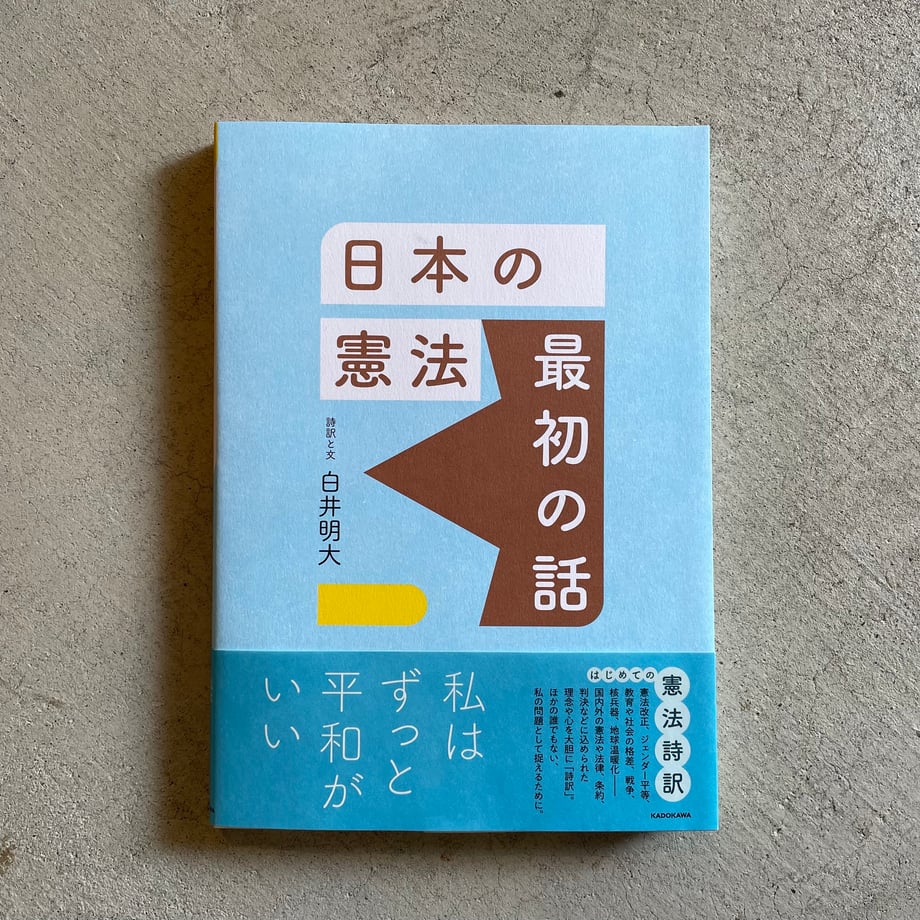 日本の
憲法
最初の話
詩訳と文
白井明大
私は
ずっと
平和が
いい
はじめての
憲法詩訳
憲法改正、ジェンダー平等、
教育や社会の格差、戦争、
核兵器、地球温暖化――
国内外の憲法や法律、条約、
判決などに込められた
理念や心を大胆に「詩訳」。
ほかの誰でもない、
私の問題として捉えるために。
KADOKAWA